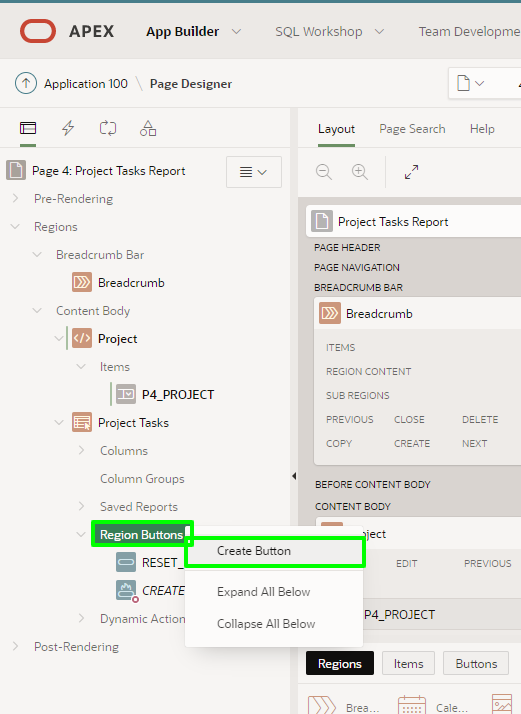 APEX App Builder SQL Workshop Team Developme
Application 100 \ Page Designer
Layout Page Search Help
Page 4: Project Tasks Report
Pre-Rendering
Regions
Breadcrumb Bar
Breadcrumb
Content Body
Project
Items
P4_PROJECT
Project Tasks
Columns
Column Groups
Saved Reports
Region Buttons
RESET_
CREATE
Dynamic Action
Post-Rendering
Create Button
Expand All Below
Collapse All Below
Project Tasks Report
PAGE HEADER
PAGE NAVIGATION
BREADCRUMB BAR
Breadcrumb
ITEMS
REGION CONTENT
SUB REGIONS
PREVIOUS CLOSE DELETE
COPY CREATE NEXT
BEFORE CONTENT BODY
CONTENT BODY
oject
EDIT PREVIOUS
P4_PROJECT
Regions Items Buttons
Brea... Cale...